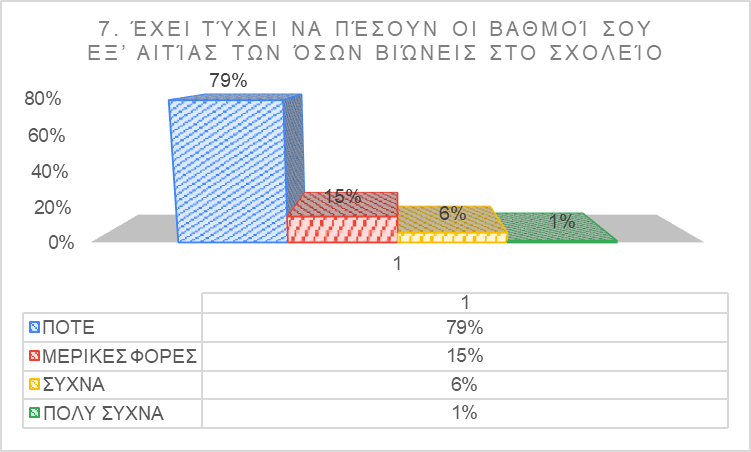 7. ΈΧΕΙ ΤΎΧΕΙ ΝΑ ΠΈΣΟΥΝ ΟΙ ΒΑΘΜΟΊ ΣΟΥ
ΕΞ’ ΑΙΤΊΑΣ ΤΩΝ ΌΣΩΝ ΒΙΏΝΕΙΣ ΣΤΟ ΣΧΟΛΕΊΟ
79%
80%
60%
40%
15%
20%
6%
1%
0%
1
1
ΠΟΤΕ 79%
ΜΕΡΙΚΕΣ ΦΟΡΕΣ 15%
ΣΥΧΝΑ 6%
ΠΟΛΥ ΣΥΧΝΑ 1%